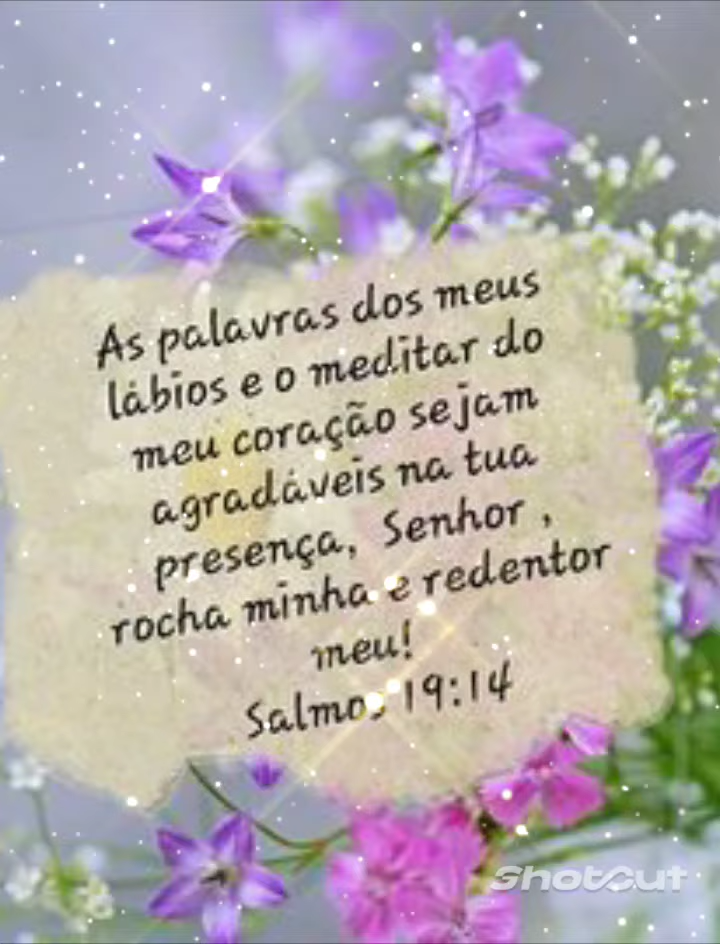 As palavras dos meus
lábios e o meditar do
meu coração sejam
agradáveis na tua
presença, Senhor ,
rocha minha e redentor
meu!
Salmos 19:14
ShotCut